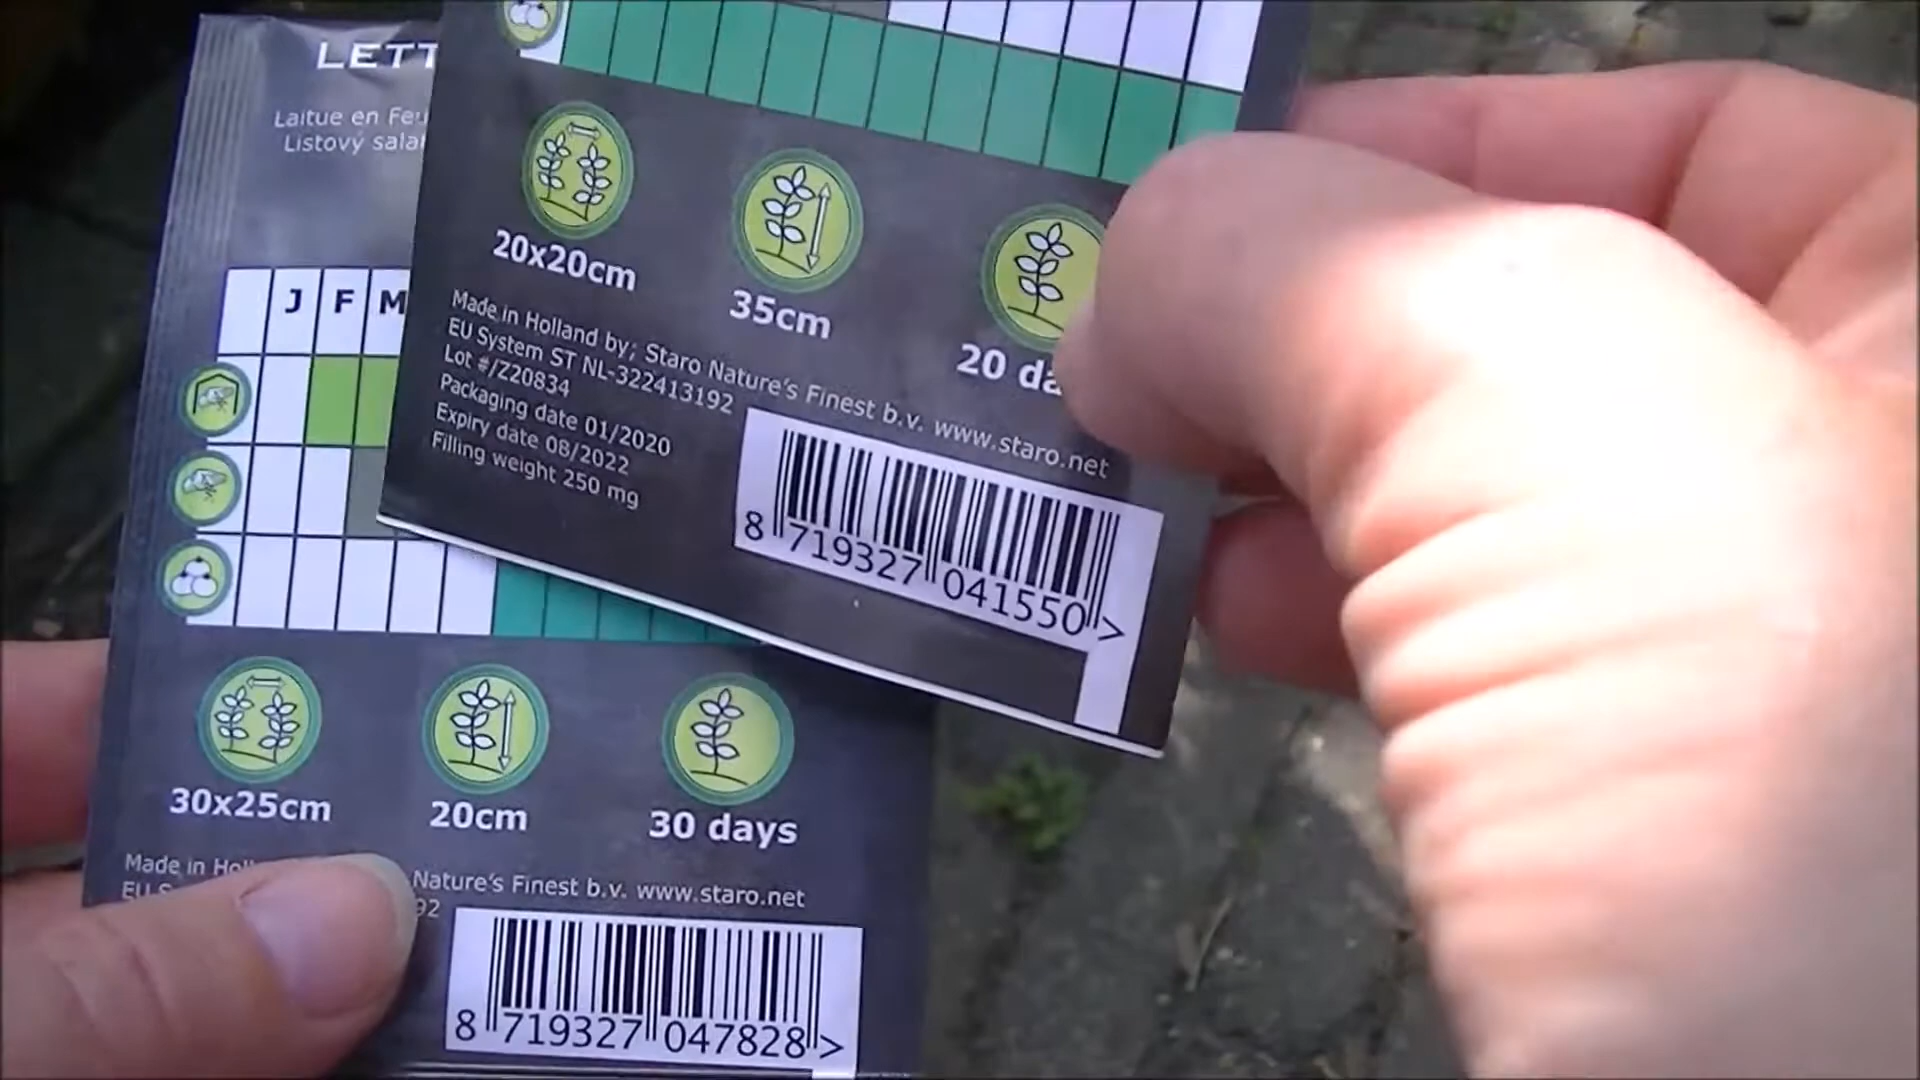 LETT
Laitue en Feu
Listový sala
J F M
20x20cm
35cm
20 da
Made in Holland by; Staro Nature's Finest b.v. www.staro.net
EU System ST NL-322413192
Lot #/Z20834
Packaging date 01/2020
Expiry date 08/2022
Filling weight 250 mg
8 719327 041550 >
30x25cm
20cm
30 days
Made in Nature's Finest b.v. www.staro.net
EU 92
8 719327 047828 >